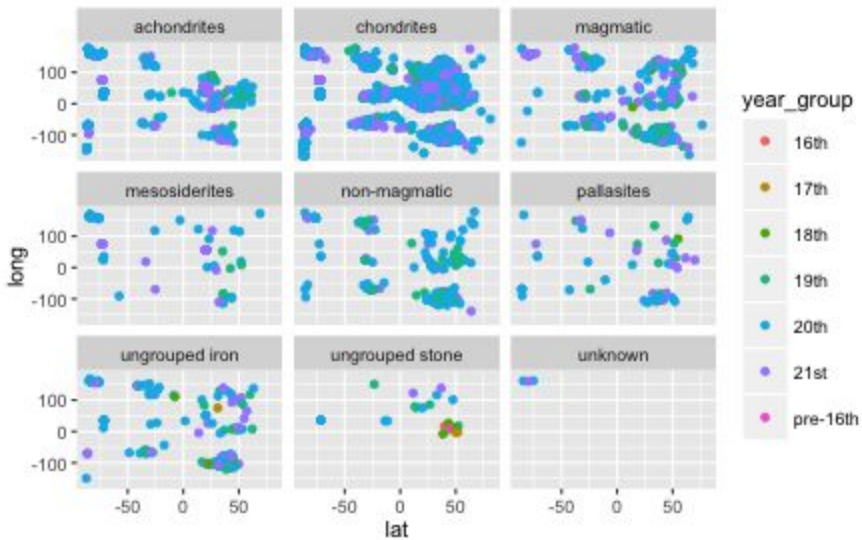 achondrites chondrites magmatic
100
0
-100
mesosiderites non-magmatic pallasites
100
0
-100
long
ungrouped iron ungrouped stone unknown
100
0
-100
-50 0 50 -50 0 50 -50 0 50
lat
year_group
16th
17th
18th
19th
20th
21st
pre-16th